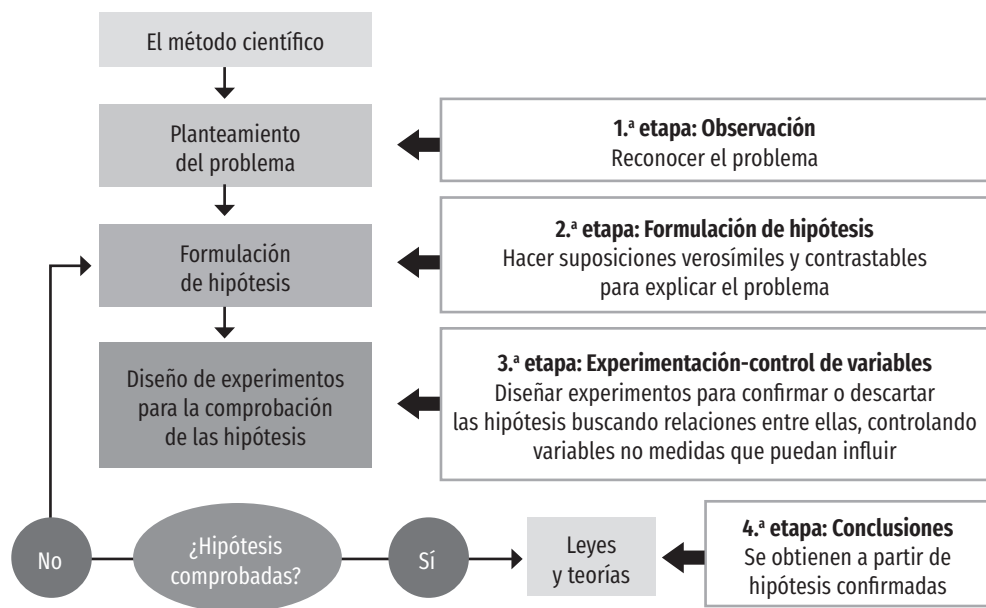 El método científico
Planteamiento
del problema
1.ª etapa: Observación
Reconocer el problema
Formulación
de hipótesis
2.ª etapa: Formulación de hipótesis
Hacer suposiciones verosímiles y contrastables
para explicar el problema
Diseño de experimentos
para la comprobación
de las hipótesis
3.ª etapa: Experimentación-control de variables
Diseñar experimentos para confirmar o descartar
las hipótesis buscando relaciones entre ellas, controlando
variables no medidas que puedan influir
No
¿Hipótesis
comprobadas?
Sí
Leyes
y teorías
4.ª etapa: Conclusiones
Se obtienen a partir de
hipótesis confirmadas